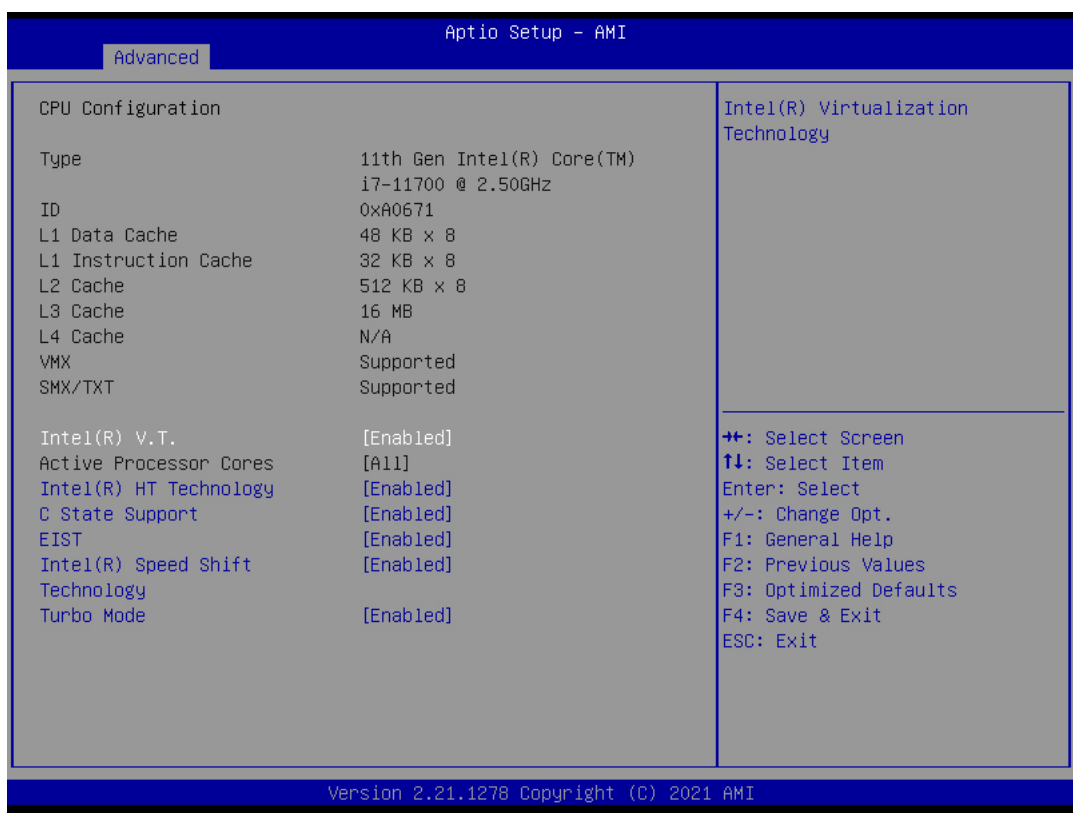 Aptio Setup – AMI
Advanced
CPU Configuration
Type 11th Gen Intel(R) Core(TM)
i7-11700 @ 2.50GHz
ID 0xA0671
L1 Data Cache 48 KB x 8
L1 Instruction Cache 32 KB x 8
L2 Cache 512 KB x 8
L3 Cache 16 MB
L4 Cache N/A
VMX Supported
SMX/TXT Supported
Intel(R) V.T. [Enabled]
Active Processor Cores [All]
Intel(R) HT Technology [Enabled]
C State Support [Enabled]
EIST [Enabled]
Intel(R) Speed Shift [Enabled]
Technology
Turbo Mode [Enabled]
Intel(R) Virtualization
Technology
→←: Select Screen
↑↓: Select Item
Enter: Select
+/-: Change Opt.
F1: General Help
F2: Previous Values
F3: Optimized Defaults
F4: Save & Exit
ESC: Exit
Version 2.21.1278 Copyright (C) 2021 AMI